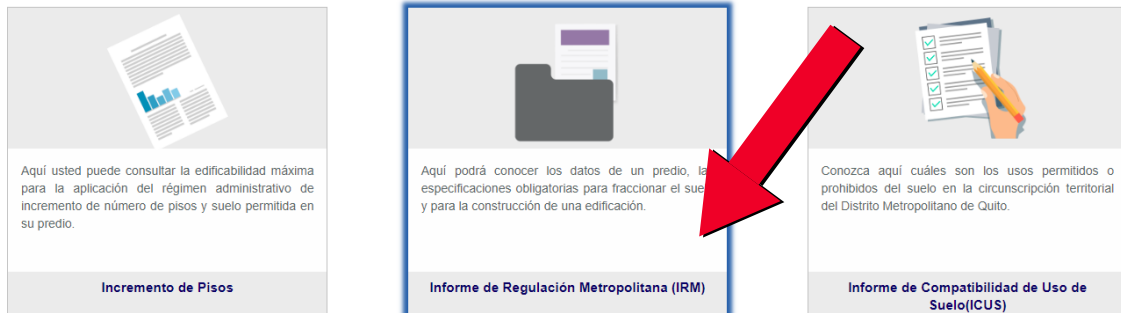 Aquí usted puede consultar la edificabilidad máxima
para la aplicación del régimen administrativo de
incremento de número de pisos y suelo permitida en
su predio.
Incremento de Pisos
Aquí podrá conocer los datos de un predio,
especificaciones obligatorias para fraccionar el
y para la construcción de una edificación.
Informe de Regulación Metropolitana (IRM)
Conozca aquí cuáles son los usos permitidos o
prohibidos del suelo en la circunscripción territorial
del Distrito Metropolitano de Quito.
Informe de Compatibilidad de Uso de
Suelo(ICUS)